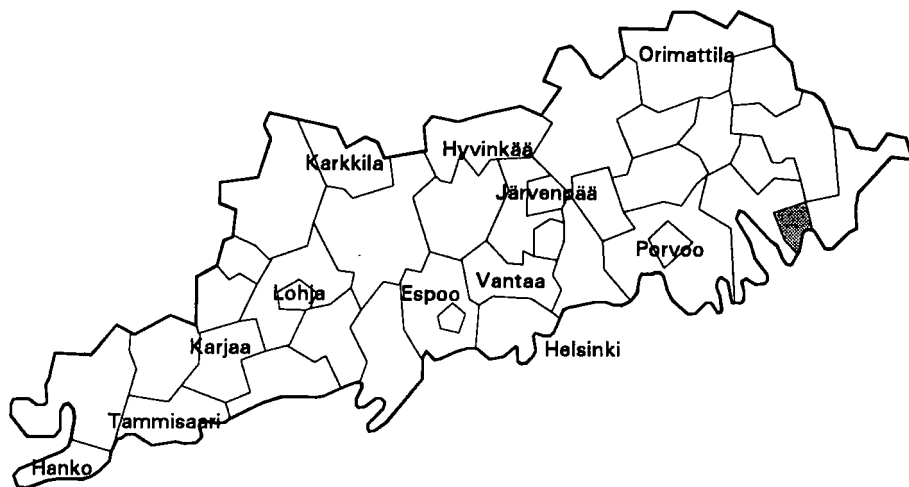 Orimattila
Karkkila
Hyvinkää
Järvenpää
Porvoo
Lohja
Espoo
Vantaa
Karjaa
Helsinki
Tammisaari
Hanko